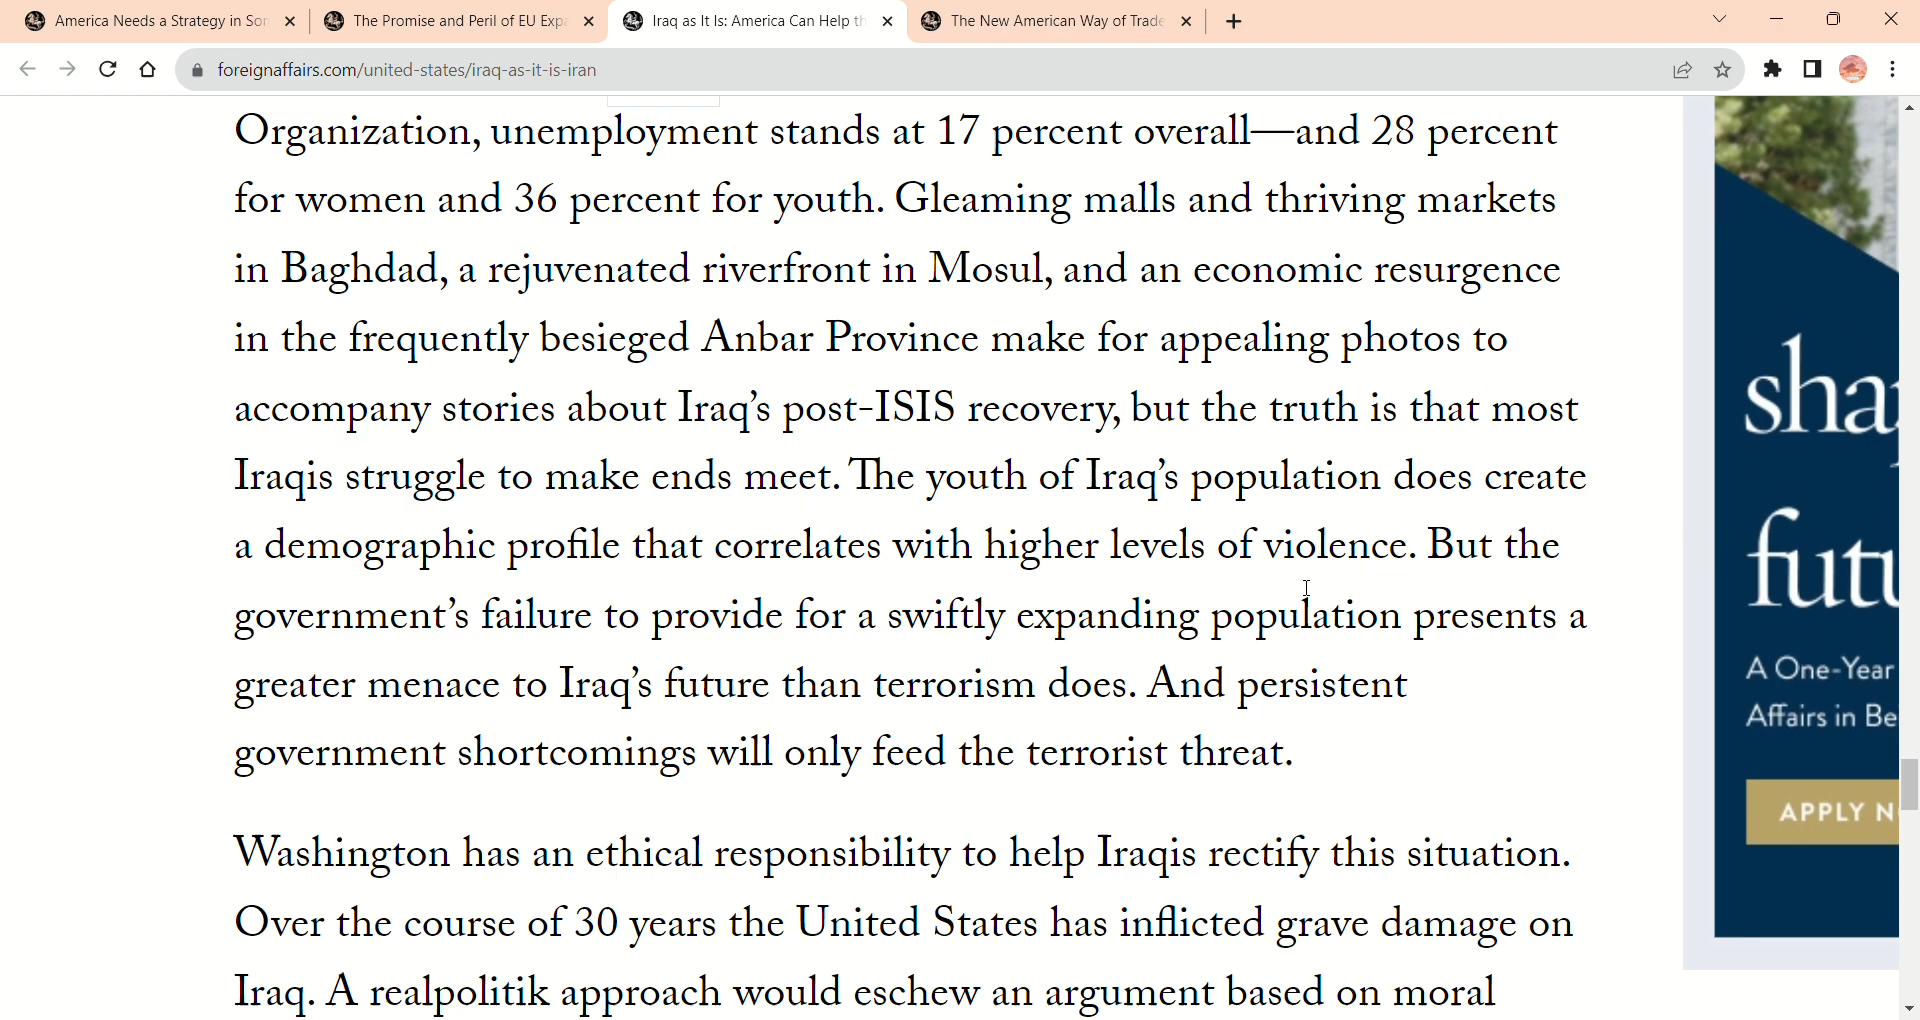 America Needs a Strategy in Som
The Promise and Peril of EU Expa
Iraq as It Is: America Can Help th
The New American Way of Trade
foreignaffairs.com/united-states/iraq-as-it-is-iran
Organization, unemployment stands at 17 percent overall—and 28 percent
for women and 36 percent for youth. Gleaming malls and thriving markets
in Baghdad, a rejuvenated riverfront in Mosul, and an economic resurgence
in the frequently besieged Anbar Province make for appealing photos to
accompany stories about Iraq’s post-ISIS recovery, but the truth is that most
Iraqis struggle to make ends meet. The youth of Iraq’s population does create
a demographic profile that correlates with higher levels of violence. But the
government’s failure to provide for a swiftly expanding population presents a
greater menace to Iraq’s future than terrorism does. And persistent
government shortcomings will only feed the terrorist threat.
Washington has an ethical responsibility to help Iraqis rectify this situation.
Over the course of 30 years the United States has inflicted grave damage on
Iraq. A realpolitik approach would eschew an argument based on moral
sha
futu
A One-Year
Affairs in Be
APPLY N